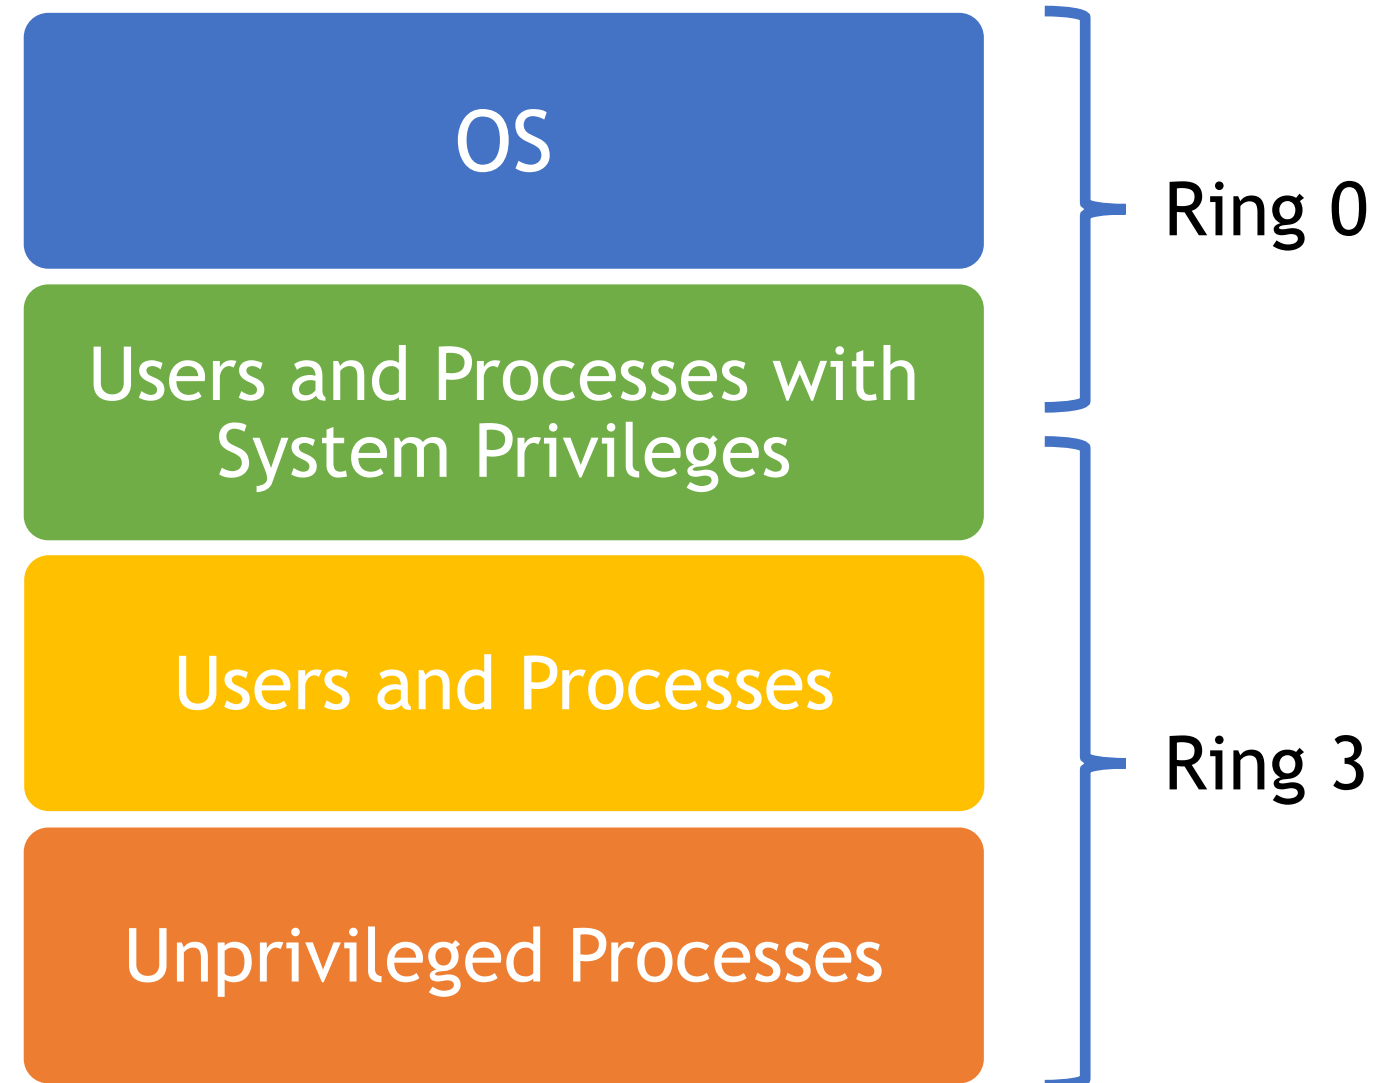 OS
Users and Processes with
System Privileges
Users and Processes
Unprivileged Processes
Ring 0
Ring 3